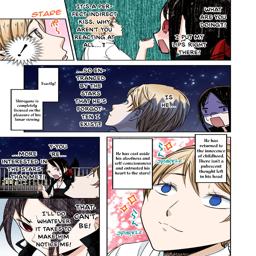 WHAT ARE
YOU
DOING!?
I PUT
MY LIPS
RIGHT
THERE!
IT'S A PER-
FECT INDIRECT
KISS, WHY
AREN'T YOU
REACTING
AT ALL...
STARE
!
IS
HE...
...SO EN-
TRANCED
BY THE
STARS
THAT HE'S
FORGOT-
TEN I
EXIST!
Exactly!
Shirogane is
completely
focused on the
pleasure of his
lunar viewing
He has
returned to
the innocence
of childhood.
There isn't a
pubescent
thought left
in his head
He has cast aside
his aloofness and
self-consciousness
and entrusted his
heart to the stars!
SPARKLE
SPARKLE
Y-YOU
'RE...
...MORE
INTERESTED
IN THE
STARS
THAN ME!?
THAT
CAN'T
BE!
I'LL DO
WHATEVER
IT TAKES TO
MAKE HIM
NOTICE ME!